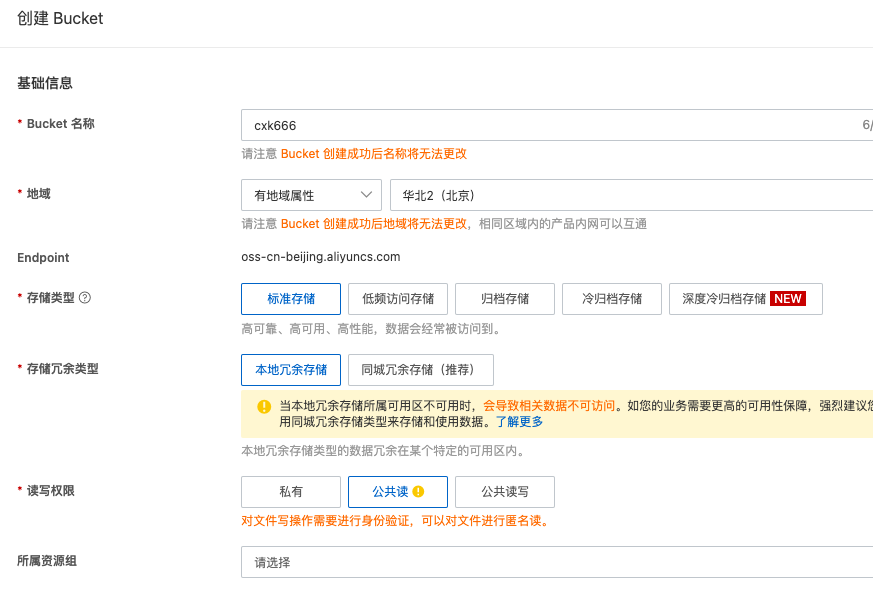 创建 Bucket
基础信息
* Bucket 名称
cxk666
6/
请注意 Bucket 创建成功后名称将无法更改
* 地域
有地域属性
华北2（北京）
请注意 Bucket 创建成功后地域将无法更改，相同区域内的产品内网可以互通
Endpoint
oss-cn-beijing.aliyuncs.com
* 存储类型 ?
标准存储
低频访问存储
归档存储
冷归档存储
深度冷归档存储 NEW
高可靠、高可用、高性能，数据会经常被访问到。
* 存储冗余类型
本地冗余存储
同城冗余存储（推荐）
当本地冗余存储所属可用区不可用时，会导致相关数据不可访问。如您的业务需要更高的可用性保障，强烈建议您
用同城冗余存储类型来存储和使用数据。了解更多
本地冗余存储类型的数据冗余在某个特定的可用区内。
* 读写权限
私有
公共读
公共读写
对文件写操作需要进行身份验证，可以对文件进行匿名读。
所属资源组
请选择